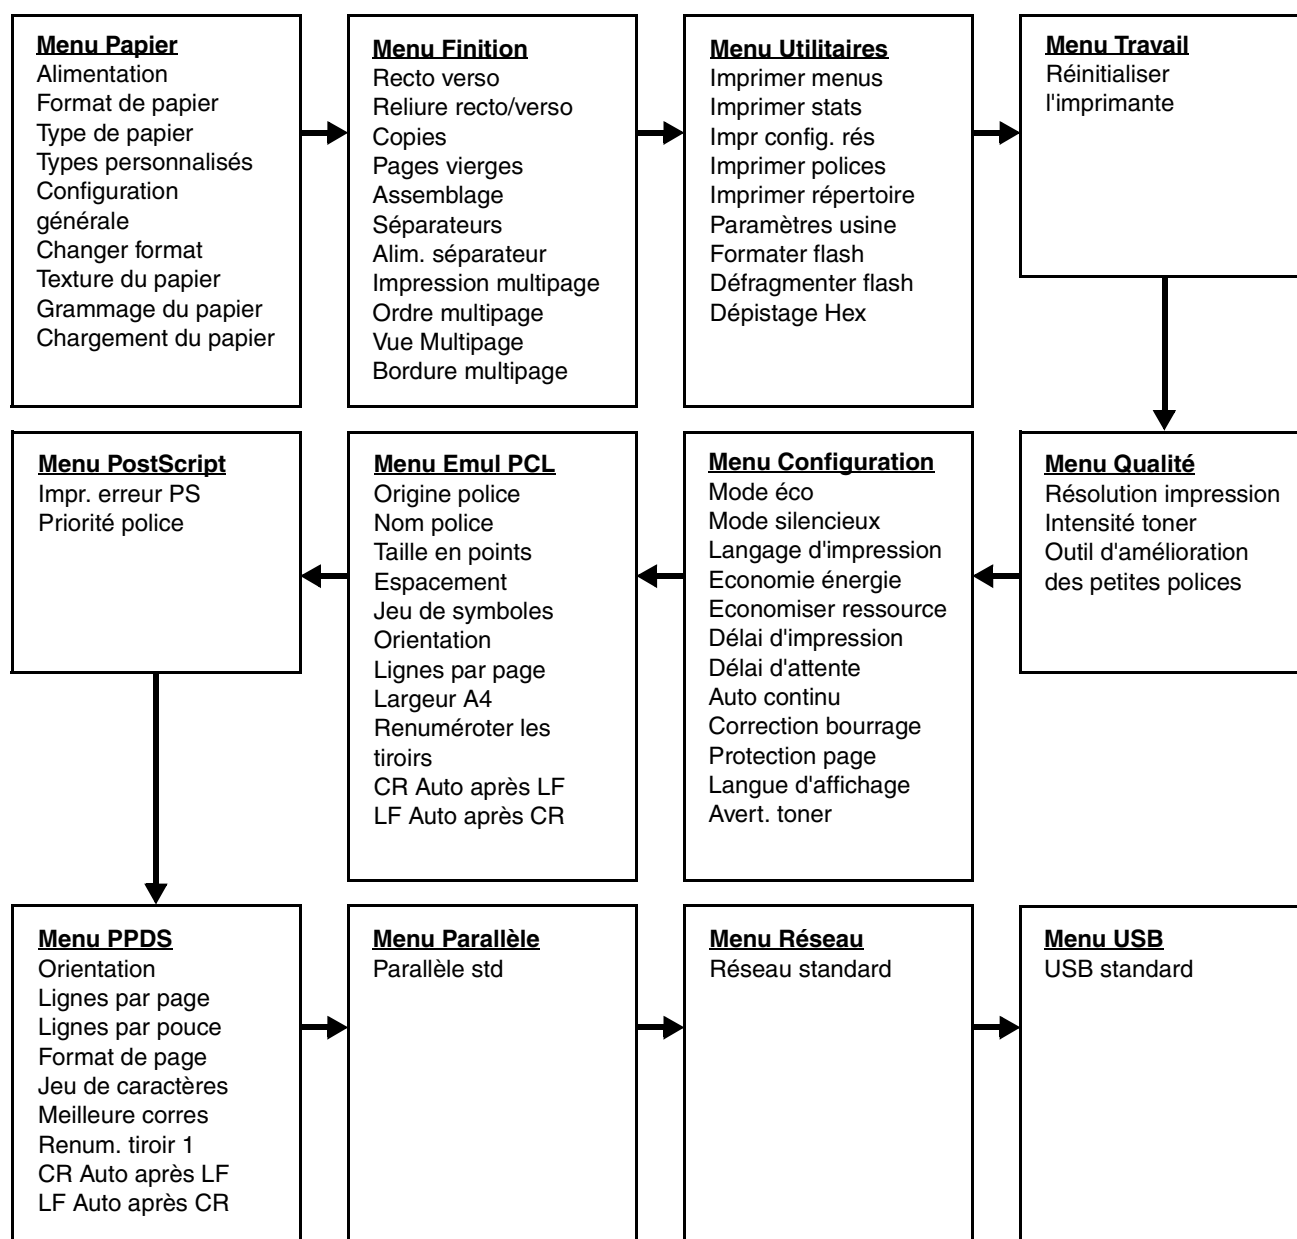 Menu Papier
Alimentation
Format de papier
Type de papier
Types personnalisés
Configuration
générale
Changer format
Texture du papier
Grammage du papier
Chargement du papier
Menu Finition
Recto verso
Reliure recto/verso
Copies
Pages vierges
Assemblage
Séparateurs
Alim. séparateur
Impression multipage
Ordre multipage
Vue Multipage
Bordure multipage
Menu Utilitaires
Imprimer menus
Imprimer stats
Impr config. rés
Imprimer polices
Imprimer répertoire
Paramètres usine
Formater flash
Défragmenter flash
Dépistage Hex
Menu Travail
Réinitialiser
l'imprimante
Menu PostScript
Impr. erreur PS
Priorité police
Menu Emul PCL
Origine police
Nom police
Taille en points
Espacement
Jeu de symboles
Orientation
Lignes par page
Largeur A4
Renuméroter les
tiroirs
CR Auto après LF
LF Auto après CR
Menu Configuration
Mode éco
Mode silencieux
Langage d'impression
Economie énergie
Economiser ressource
Délai d'impression
Délai d'attente
Auto continu
Correction bourrage
Protection page
Langue d'affichage
Avert. toner
Menu Qualité
Résolution impression
Intensité toner
Outil d'amélioration
des petites polices
Menu PPDS
Orientation
Lignes par page
Lignes par pouce
Format de page
Jeu de caractères
Meilleure corres
Renum. tiroir 1
CR Auto après LF
LF Auto après CR
Menu Parallèle
Parallèle std
Menu Réseau
Réseau standard
Menu USB
USB standard